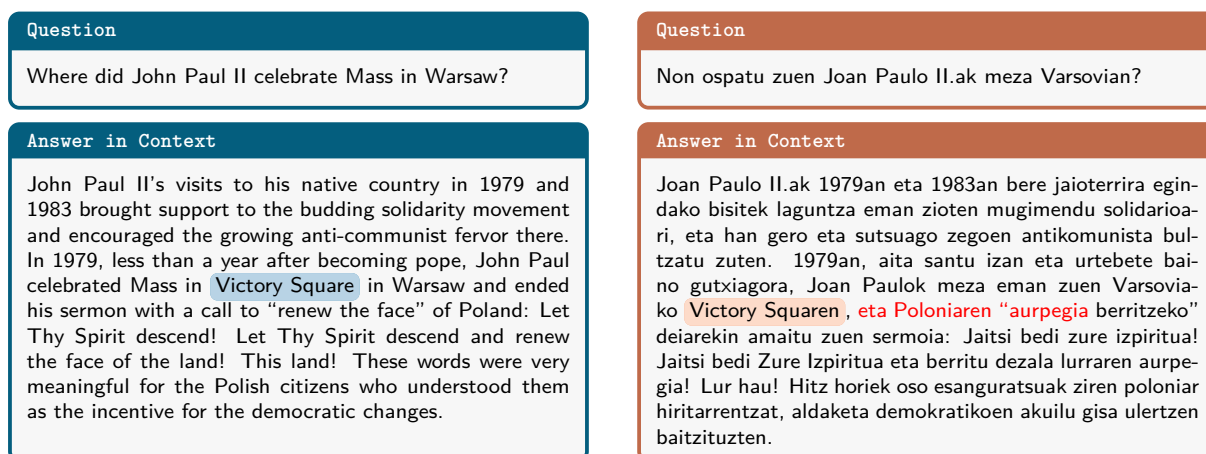 Question
Where did John Paul II celebrate Mass in Warsaw?
Answer in Context
John Paul II's visits to his native country in 1979 and
1983 brought support to the budding solidarity movement
and encouraged the growing anti-communist fervor there.
In 1979, less than a year after becoming pope, John Paul
celebrated Mass in Victory Square in Warsaw and ended
his sermon with a call to “renew the face” of Poland: Let
Thy Spirit descend! Let Thy Spirit descend and renew
the face of the land! This land! These words were very
meaningful for the Polish citizens who understood them
as the incentive for the democratic changes.
Question
Non ospatu zuen Joan Paulo II.ak meza Varsovian?
Answer in Context
Joan Paulo II.ak 1979an eta 1983an bere jaioterrira egin-
dako bisitek laguntza eman zioten mugimendu solidarioa-
ri, eta han gero eta sutsuago zegoen antikomunista bul-
tzatu zuten. 1979an, aita santu izan eta urtebete bai-
no gutxiagora, Joan Paulok meza eman zuen Varsovia-
ko Victory Squaren, eta Poloniaren “aurpegia berritzeko”
deiarekin amaitu zuen sermoia: Jaitsi bedi zure izpiritua!
Jaitsi bedi Zure Izpiritua eta berritu dezala lurraren aurpe-
gia! Lur hau! Hitz horiek oso esanguratsuak ziren poloniar
hiritarrentzat, aldaketa demokratikoen akuilu gisa ulertzen
baitzituzten.